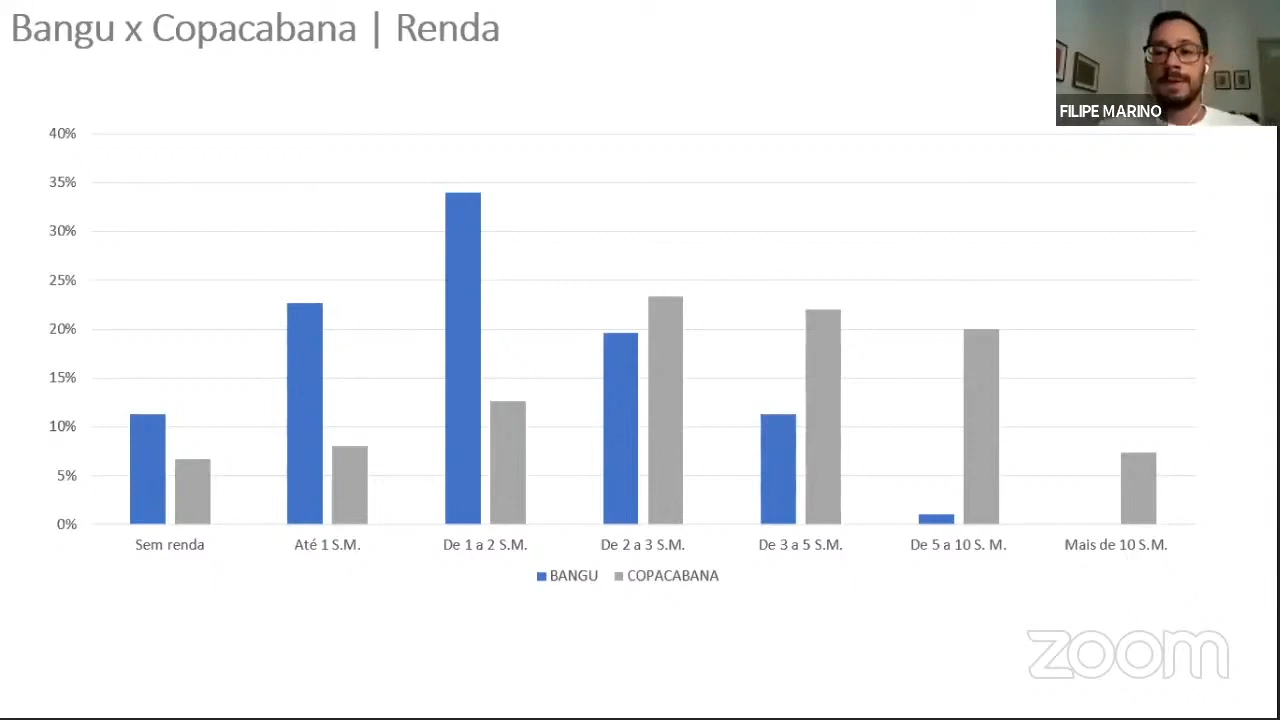 Bangu x Copacabana | Renda
FILIPE MARINO
40%
35%
30%
25%
20%
15%
10%
5%
0%
Sem renda
Até 1 S.M.
De 1 a 2 S.M.
De 2 a 3 S.M.
De 3 a 5 S.M.
De 5 a 10 S. M.
Mais de 10 S.M.
BANGU
COPACABANA
zoom